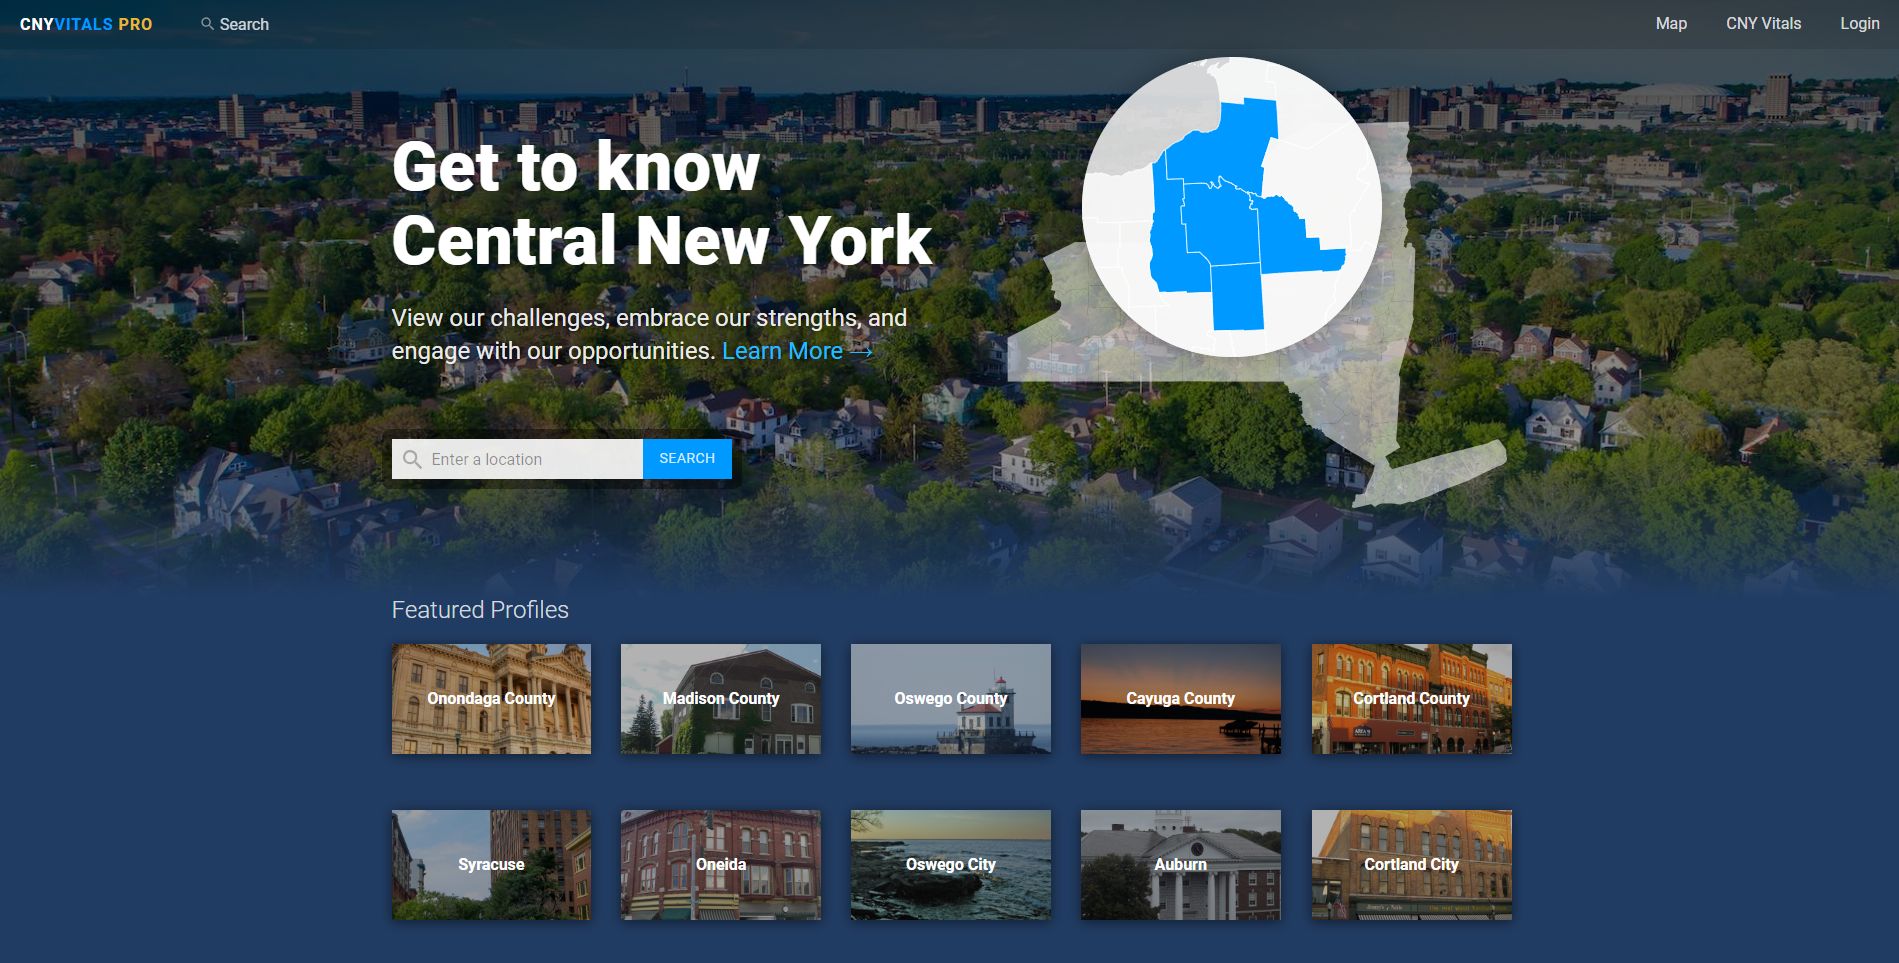 CNYVITALS PRO
Search
Map
CNY Vitals
Login
Get to know
Central New York
View our challenges, embrace our strengths, and
engage with our opportunities. Learn More →
Enter a location
SEARCH
Featured Profiles
Onondaga County
Madison County
Oswego County
Cayuga County
Cortland County
Syracuse
Oneida
Oswego City
Auburn
Cortland City